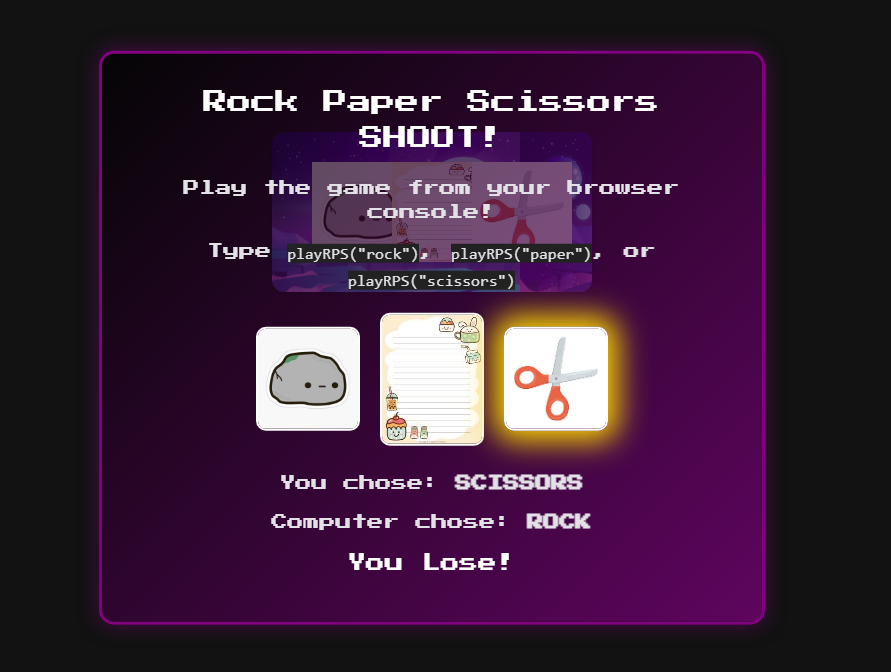 Rock Paper Scissors
SHOOT!
Play the game from your browser
console!
Type playRPS("rock"), playRPS("paper"), or
playRPS("scissors")
You chose: SCISSORS
Computer chose: ROCK
You Lose!